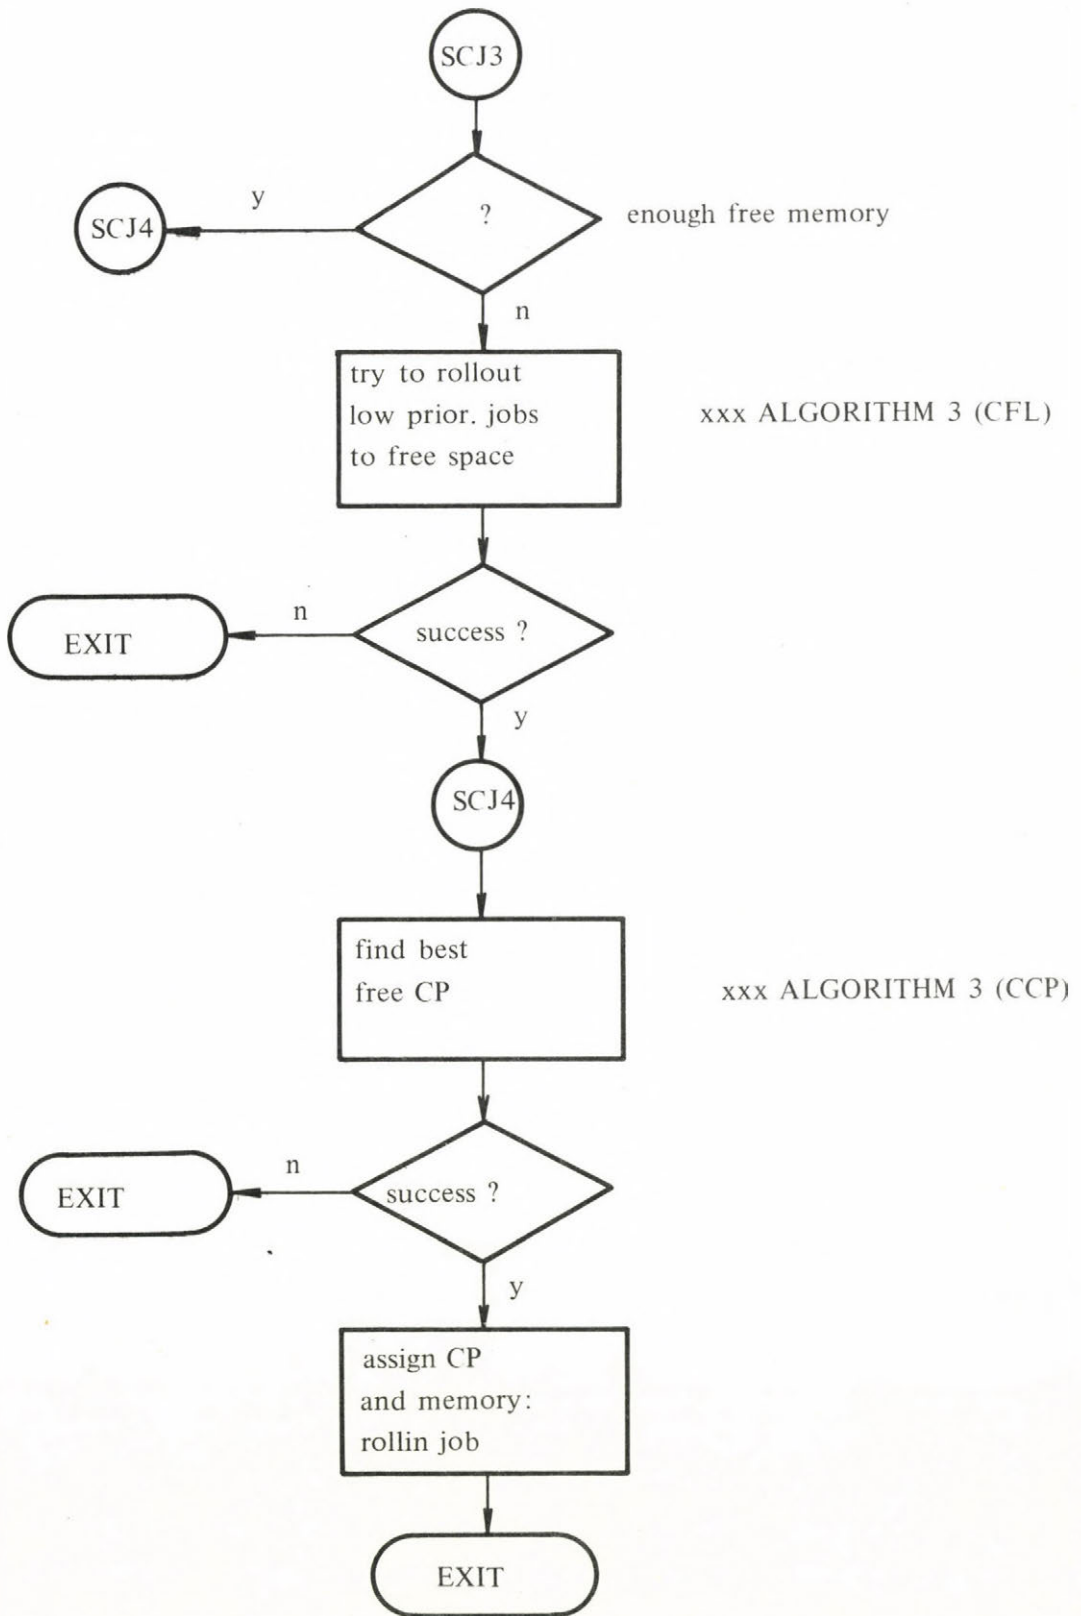 SCJ3
y
SCJ4
?
enough free memory
n
try to rollout
low prior. jobs
to free space
xxx ALGORITHM 3 (CFL)
n
EXIT
success ?
y
SCJ4
find best
free CP
xxx ALGORITHM 3 (CCP)
n
EXIT
success ?
y
assign CP
and memory:
rollin job
EXIT